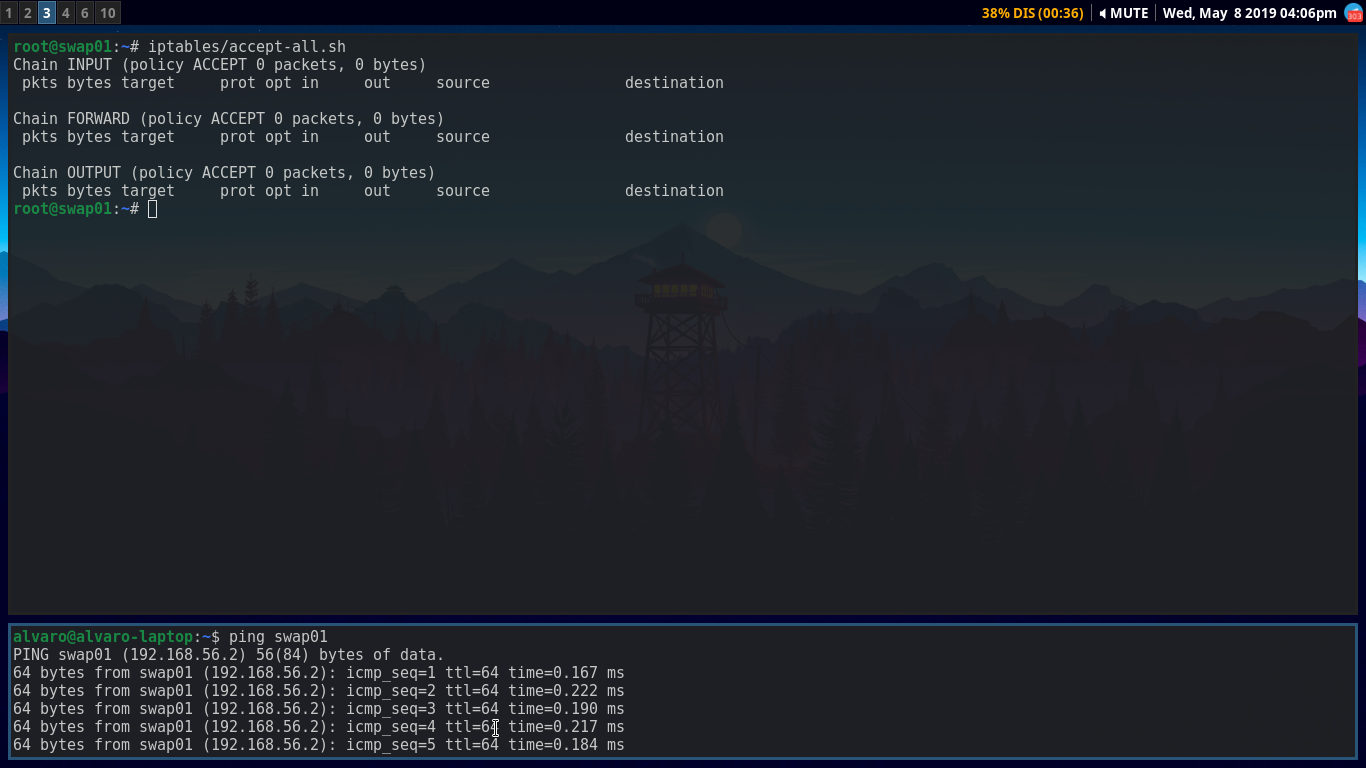 1 2 3 4 6 10 38% DIS (00:36) MUTE Wed, May 8 2019 04:06pm 303
root@swap01:~# iptables/accept-all.sh
Chain INPUT (policy ACCEPT 0 packets, 0 bytes)
 pkts bytes target     prot opt in     out     source               destination

Chain FORWARD (policy ACCEPT 0 packets, 0 bytes)
 pkts bytes target     prot opt in     out     source               destination

Chain OUTPUT (policy ACCEPT 0 packets, 0 bytes)
 pkts bytes target     prot opt in     out     source               destination
root@swap01:~#
alvaro@alvaro-laptop:~$ ping swap01
PING swap01 (192.168.56.2) 56(84) bytes of data.
64 bytes from swap01 (192.168.56.2): icmp_seq=1 ttl=64 time=0.167 ms
64 bytes from swap01 (192.168.56.2): icmp_seq=2 ttl=64 time=0.222 ms
64 bytes from swap01 (192.168.56.2): icmp_seq=3 ttl=64 time=0.190 ms
64 bytes from swap01 (192.168.56.2): icmp_seq=4 ttl=64 time=0.217 ms
64 bytes from swap01 (192.168.56.2): icmp_seq=5 ttl=64 time=0.184 ms